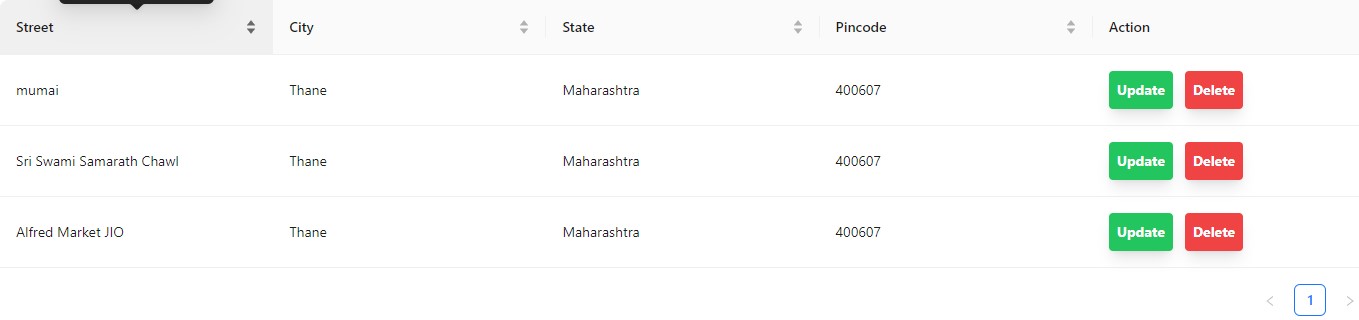 Street City State Pincode Action
mumai Thane Maharashtra 400607 Update Delete
Sri Swami Samarath Chawl Thane Maharashtra 400607 Update Delete
Alfred Market JIO Thane Maharashtra 400607 Update Delete
1